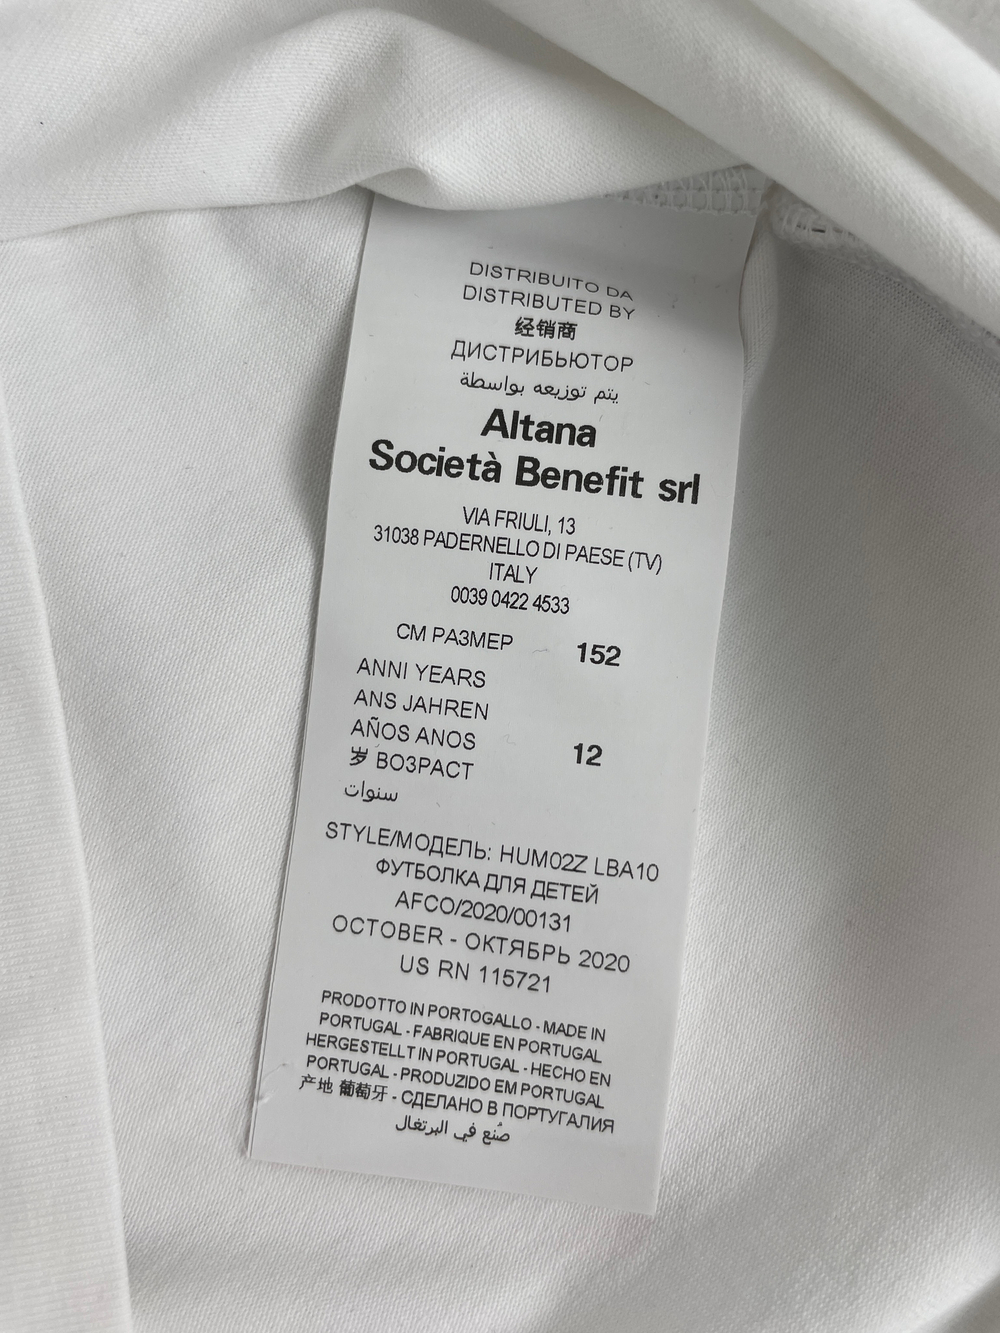 DISTRIBUITO DA
DISTRIBUTED BY
经销商
ДИСТРИБЬЮТОР
يتم توزيعه بواسطة
Altana
Società Benefit srl
VIA FRIULI, 13
31038 PADERNELLO DI PAESE (TV)
ITALY
0039 0422 4533
СМ РАЗМЕР 152
ANNI YEARS
ANS JAHREN
AÑOS ANOS 12
岁 ВОЗРАСТ
سنوات
STYLE/МОДЕЛЬ: HUM02Z LBA10
ФУТБОЛКА ДЛЯ ДЕТЕЙ
AFCO/2020/00131
OCTOBER - ОКТЯБРЬ 2020
US RN 115721
PRODOTTO IN PORTOGALLO - MADE IN
PORTUGAL - FABRIQUE EN PORTUGAL
HERGESTELLT IN PORTUGAL - HECHO EN
PORTUGAL - PRODUZIDO EM PORTUGAL
产地 葡萄牙 - СДЕЛАНО В ПОРТУГАЛИЯ
صُنع في البرتغال